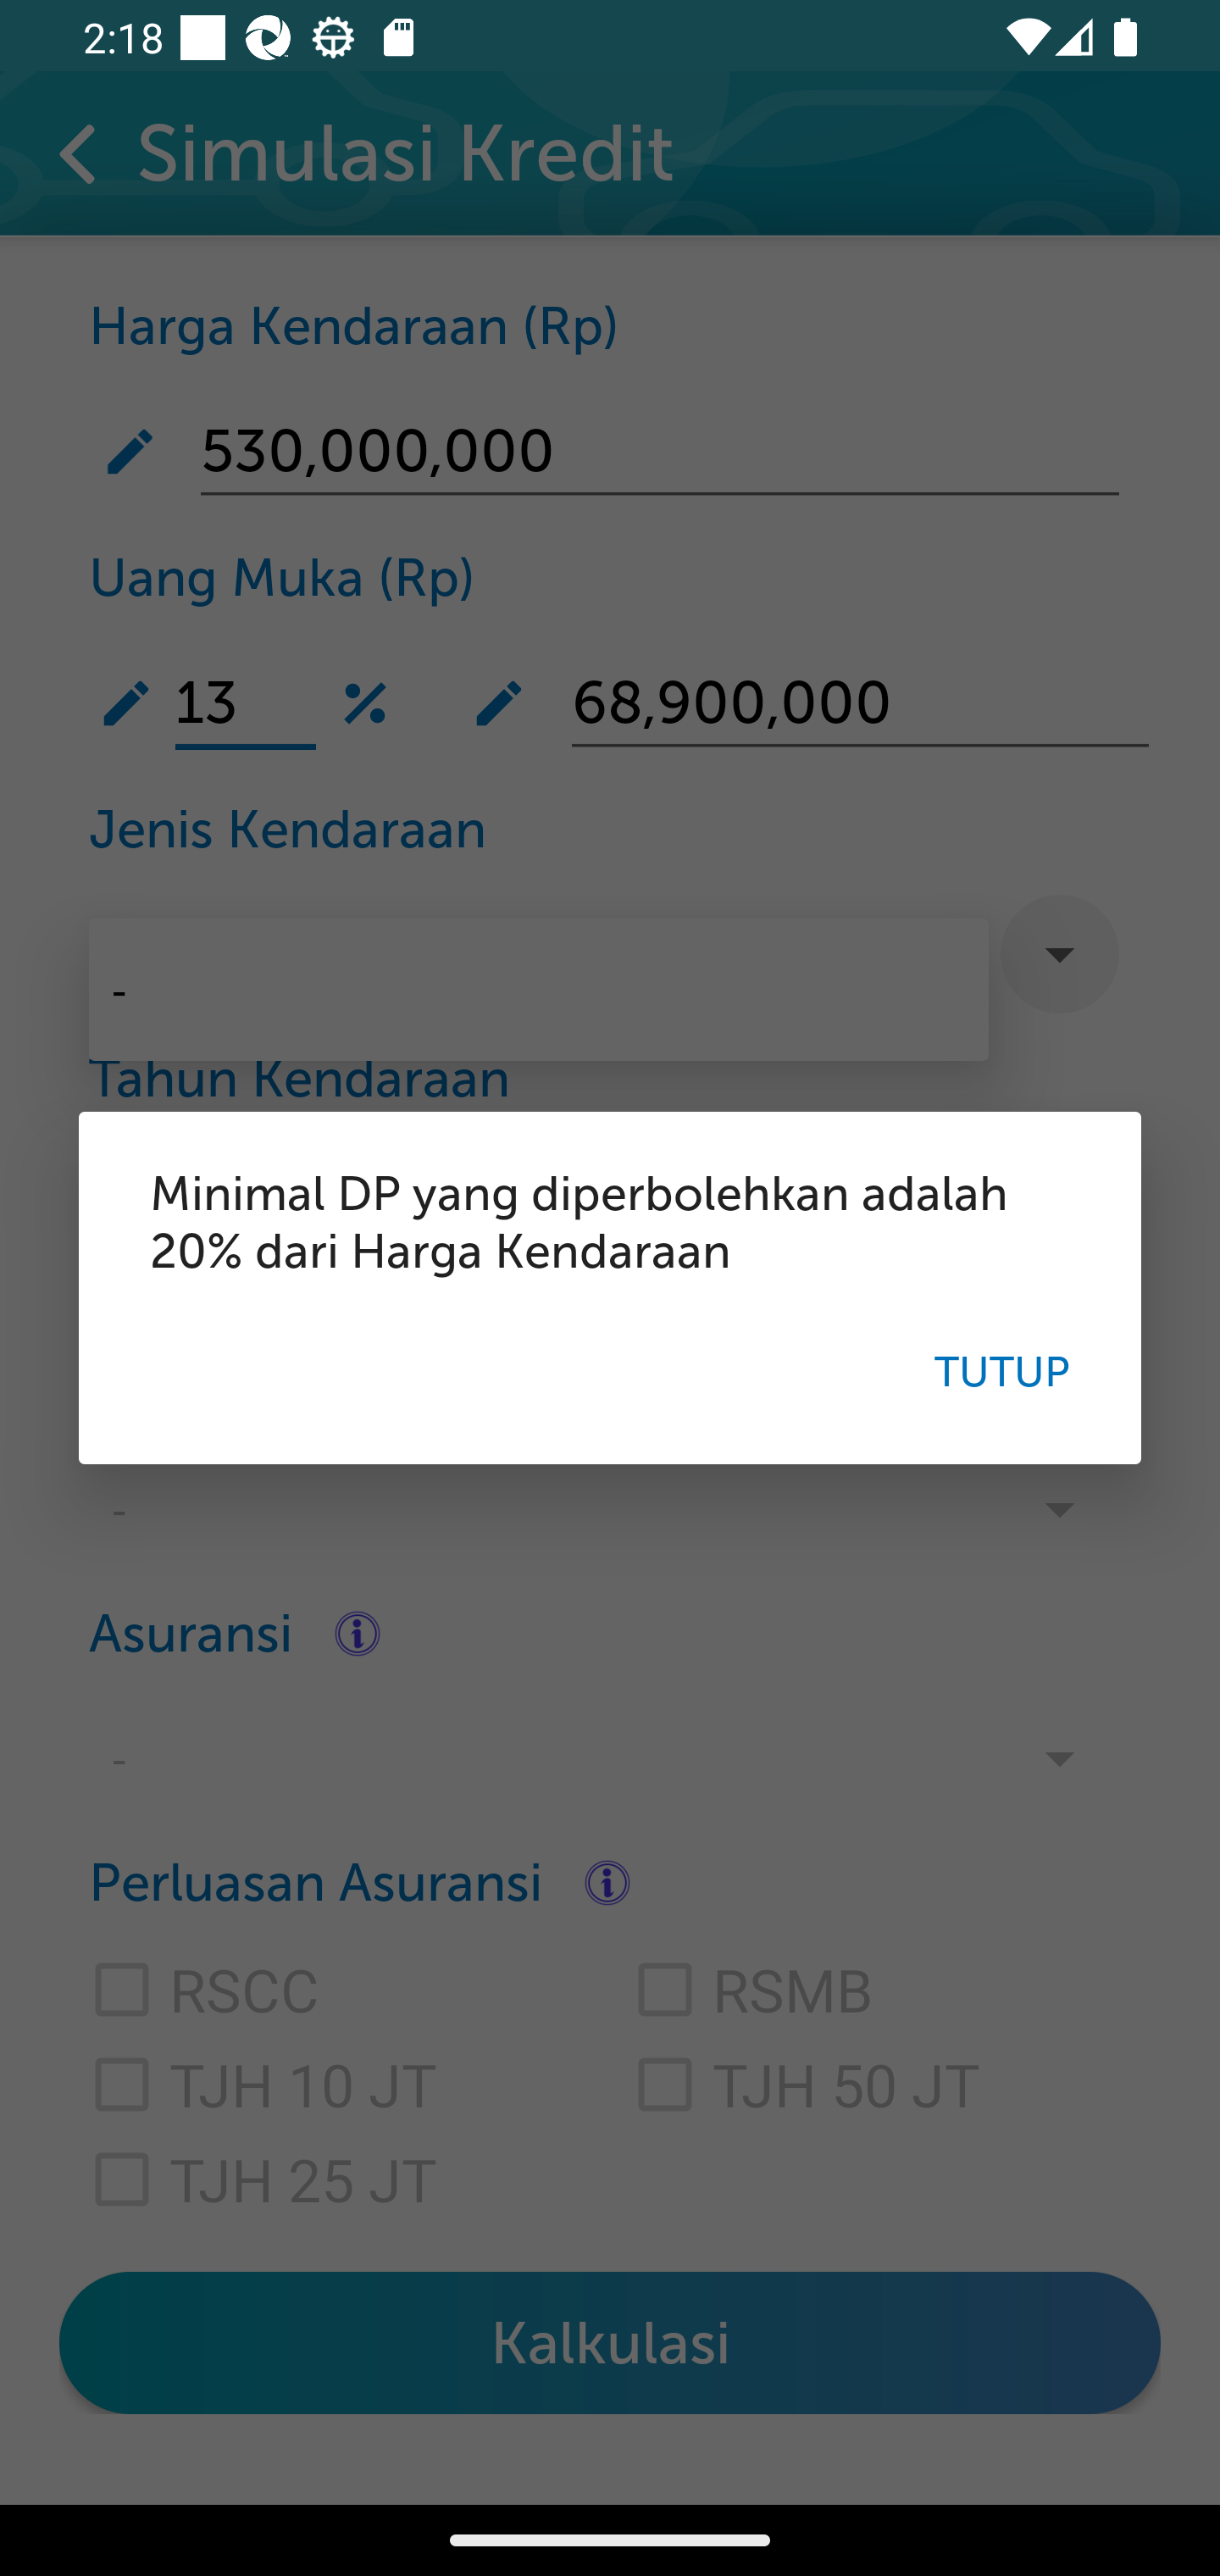 2:18
Simulasi Kredit
Harga Kendaraan (Rp)
530,000,000
Uang Muka (Rp)
13 % 68,900,000
Jenis Kendaraan
-
Tahun Kendaraan
Minimal DP yang diperbolehkan adalah
20% dari Harga Kendaraan
TUTUP
-
Asuransi
-
Perluasan Asuransi
RSCC RSMB
TJH 10 JT TJH 50 JT
TJH 25 JT
Kalkulasi